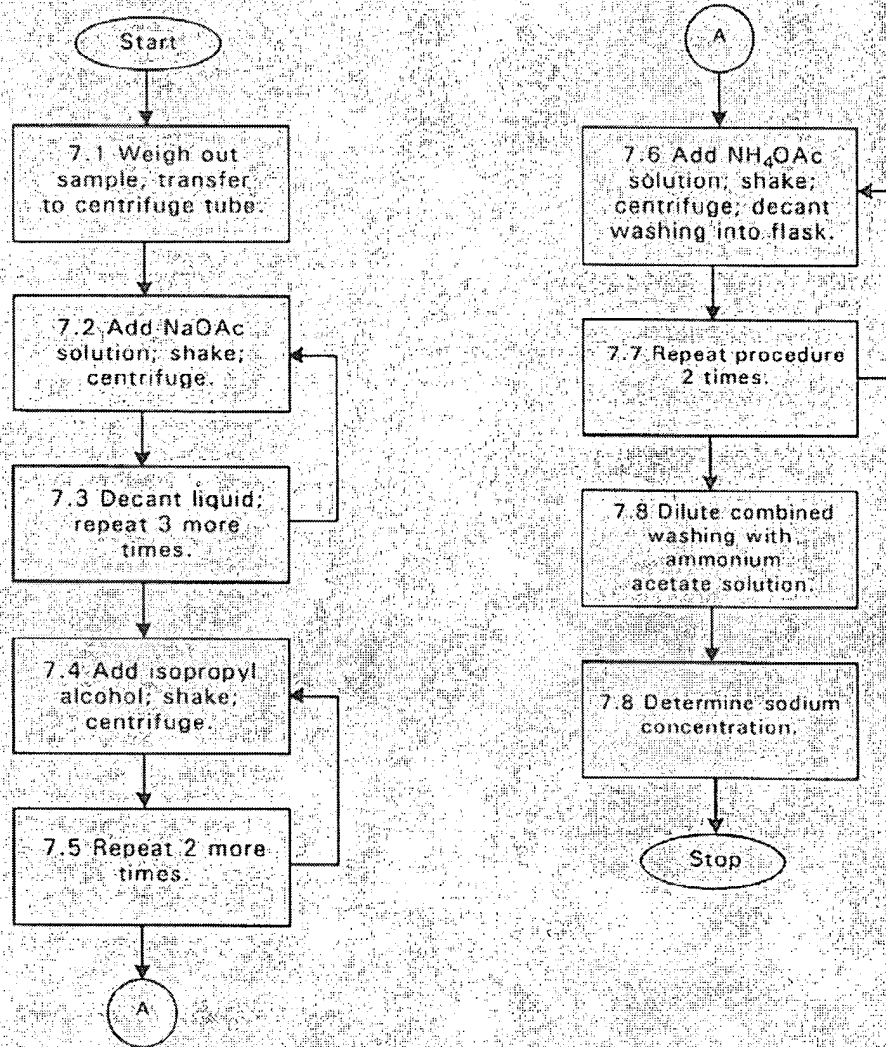 Start
7.1 Weigh out
sample; transfer
to centrifuge tube.
7.2 Add NaOAc
solution; shake;
centrifuge.
7.3 Decant liquid;
repeat 3 more
times.
7.4 Add isopropyl
alcohol; shake;
centrifuge.
7.5 Repeat 2 more
times.
A
A
7.6 Add NH₄OAc
solution; shake;
centrifuge; decant
washing into flask.
7.7 Repeat procedure
2 times.
7.8 Dilute combined
washing with
ammonium
acetate solution.
7.8 Determine sodium
concentration.
Stop